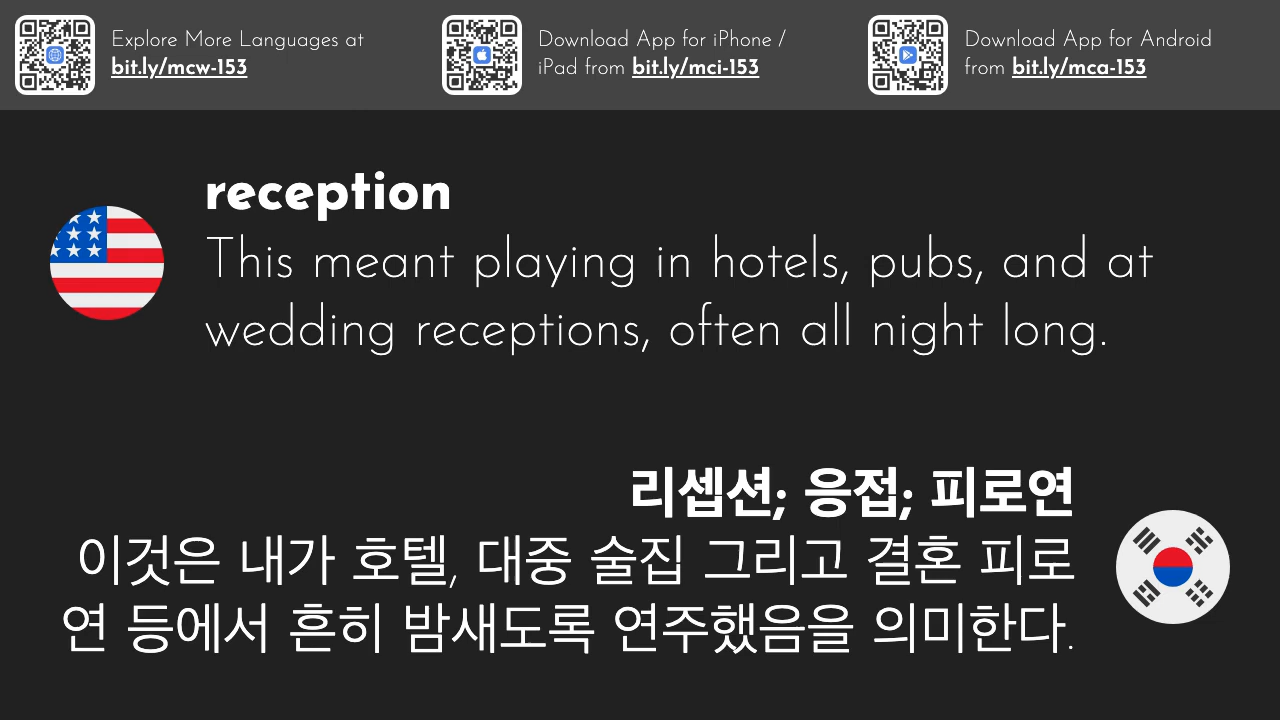 Explore More Languages at
bit.ly/mcw-153
Download App for iPhone /
iPad from bit.ly/mci-153
Download App for Android
from bit.ly/mca-153
reception
This meant playing in hotels, pubs, and at
wedding receptions, often all night long.
리셉션; 응접; 피로연
이것은 내가 호텔, 대중 술집 그리고 결혼 피로
연 등에서 흔히 밤새도록 연주했음을 의미한다.